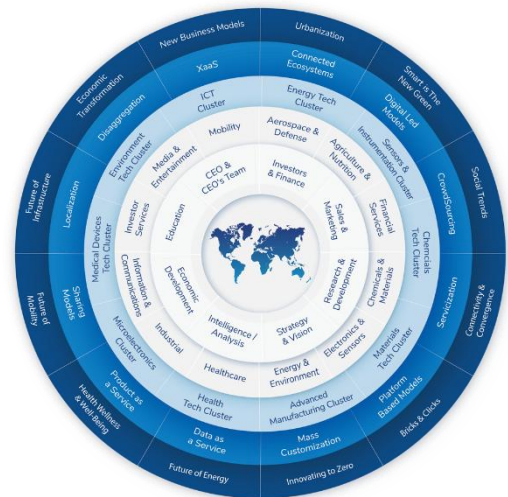 New Business Models
Urbanization
Smart is The
New Green
Social Trends
Connectivity &
Convergence
Bricks & Clicks
Innovating to Zero
Future of Energy
Health Wellness
& Well-Being
Future of
Mobility
Future of
Infrastructure
Economic
Transformation
XaaS
Connected
Ecosystems
Digital Led
Models
CrowdSourcing
Servicization
Platform
Based Models
Mass
Customization
Data as
a Service
Product as
a Service
Sharing
Models
Localization
Disaggregation
ICT
Cluster
Energy Tech
Cluster
Sensors &
Instrumentation Cluster
Chemcials
Tech Cluster
Materials
Tech Cluster
Advanced
Manufacturing Cluster
Health
Tech Cluster
Microelectronics
Cluster
Medical Devices
Tech Cluster
Environment
Tech Cluster
Mobility
Aerospace &
Defense
Agriculture &
Nutrition
Financial
Services
Chemicals &
Materials
Electronics &
Sensors
Energy &
Environment
Healthcare
Industrial
Information &
Communications
Investor
Services
Media &
Entertainment
CEO &
CEO's Team
Investors
& Finance
Sales &
Marketing
Research &
Development
Strategy
& Vision
Intelligence /
Analysis
Economic
Development
Education